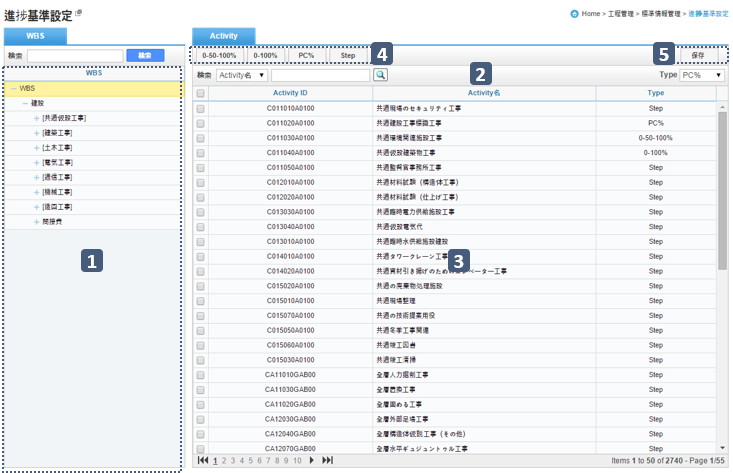 進捗基準設定
Home > 工程管理 > 標準情報管理 > 進捗基準設定
WBS
検索
検索
WBS
WBS
建設
[共通仮設工事]
[建築工事]
[土木工事]
[電気工事]
[通信工事]
[機械工事]
[造園工事]
間接費
1
Activity
0-50-100%
0-100%
PC%
Step
4
5
保存
検索
Activity名
2
Type
PC%
Activity ID
Activity名
Type
C011010A0100
共通現場のセキュリティ工事
Step
C011020A0100
共通建設工事標識工事
PC%
C011030A0100
共通環境関連施設工事
0-50-100%
C011040A0100
共通仮設建築物工事
0-100%
C011050A0100
共通監督官事務所工事
Step
C012010A0100
共通材料試験（構造体工事）
Step
C012020A0100
共通材料試験（仕上げ工事）
Step
C013030A0100
共通臨時電力供給施設工事
Step
C013040A0100
共通仮設電気代
Step
C013010A0100
共通臨時水供給施設建設
Step
C014010A0100
共通タワークレーン工事
Step
3
C014020A0100
共通資材引き揚げのための
ベーター工事
Step
C015020A0100
共通の廃棄物処理施設
Step
C015010A0100
共通現場整理
Step
C015070A0100
共通の技術提案用役
Step
C015050A0100
共通冬季工事関連
Step
C015060A0100
共通竣工図書
Step
C015030A0100
共通竣工清掃
Step
CA11010GAB00
全層人力掘削工事
Step
CA11030GAB00
全層置換工事
Step
CA11020GAB00
全層固める工事
Step
CA12030GAB00
全層外部足場工事
Step
CA12040GAB00
全層構造体仮設工事（その他）
Step
CA12070GAB00
全層水平ギュジュントゥル工事
Step
1 2 3 4 5 6 7 8 9 10
Items 1 to 50 of 2740 - Page 1/55